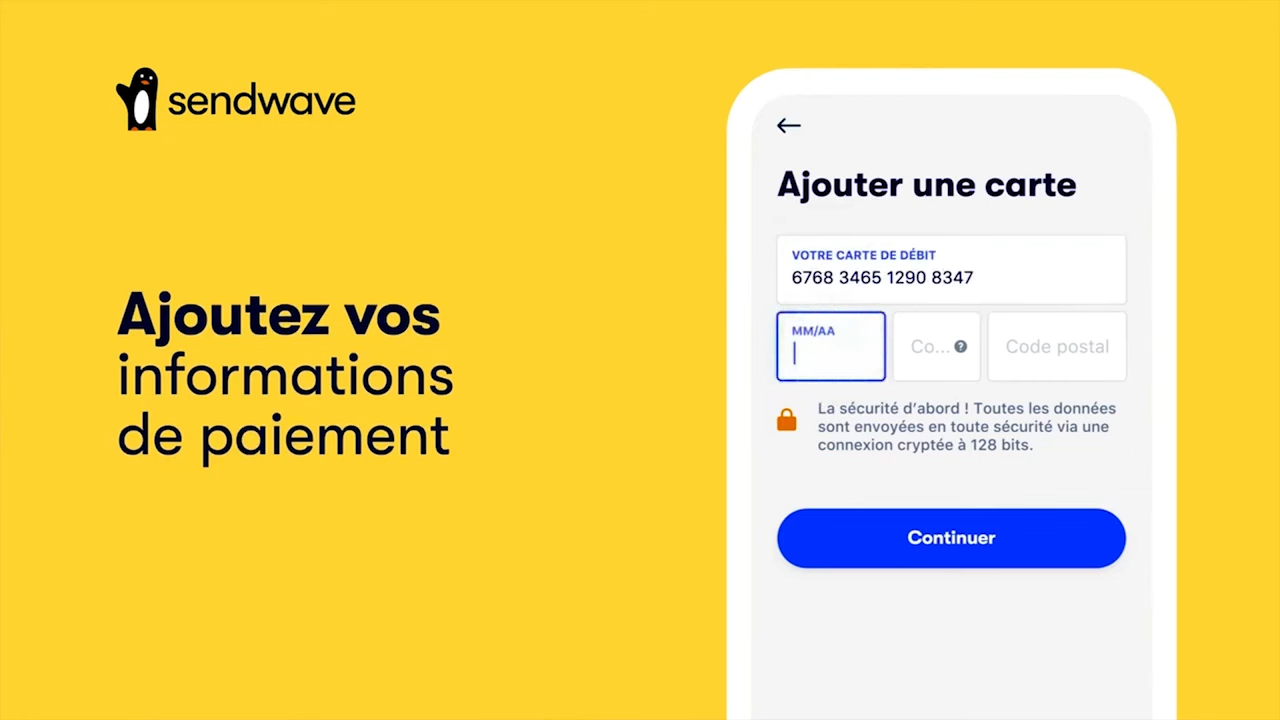 sendwave
Ajoutez vos
informations
de paiement
Ajouter une carte
VOTRE CARTE DE DÉBIT
6768 3465 1290 8347
MM/AA
Co... ?
Code postal
La sécurité d'abord ! Toutes les données
sont envoyées en toute sécurité via une
connexion cryptée à 128 bits.
Continuer